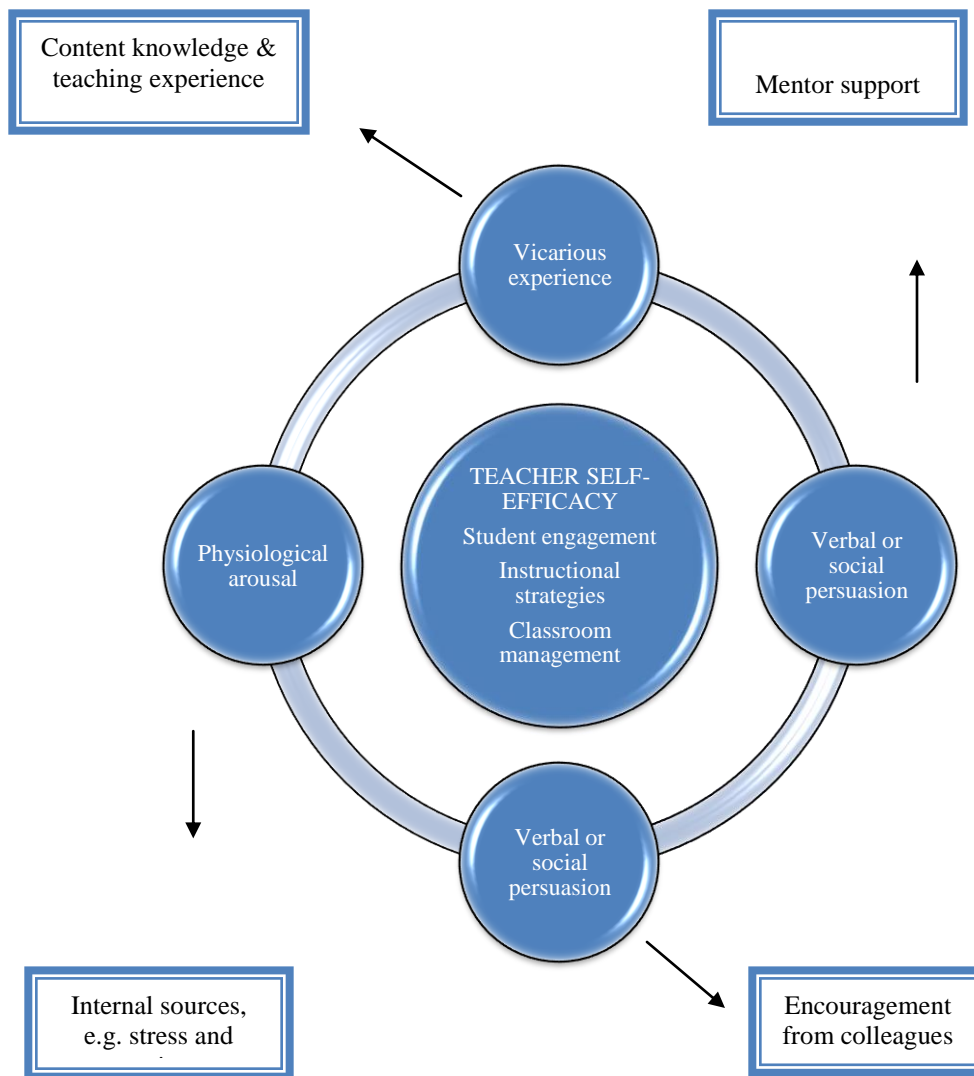 Content knowledge &
teaching experience
Mentor support
Vicarious
experience
TEACHER SELF-
EFFICACY
Student engagement
Instructional
strategies
Classroom
management
Physiological
arousal
Verbal or
social
persuasion
Verbal or
social
persuasion
Internal sources,
e.g. stress and
Encouragement
from colleagues